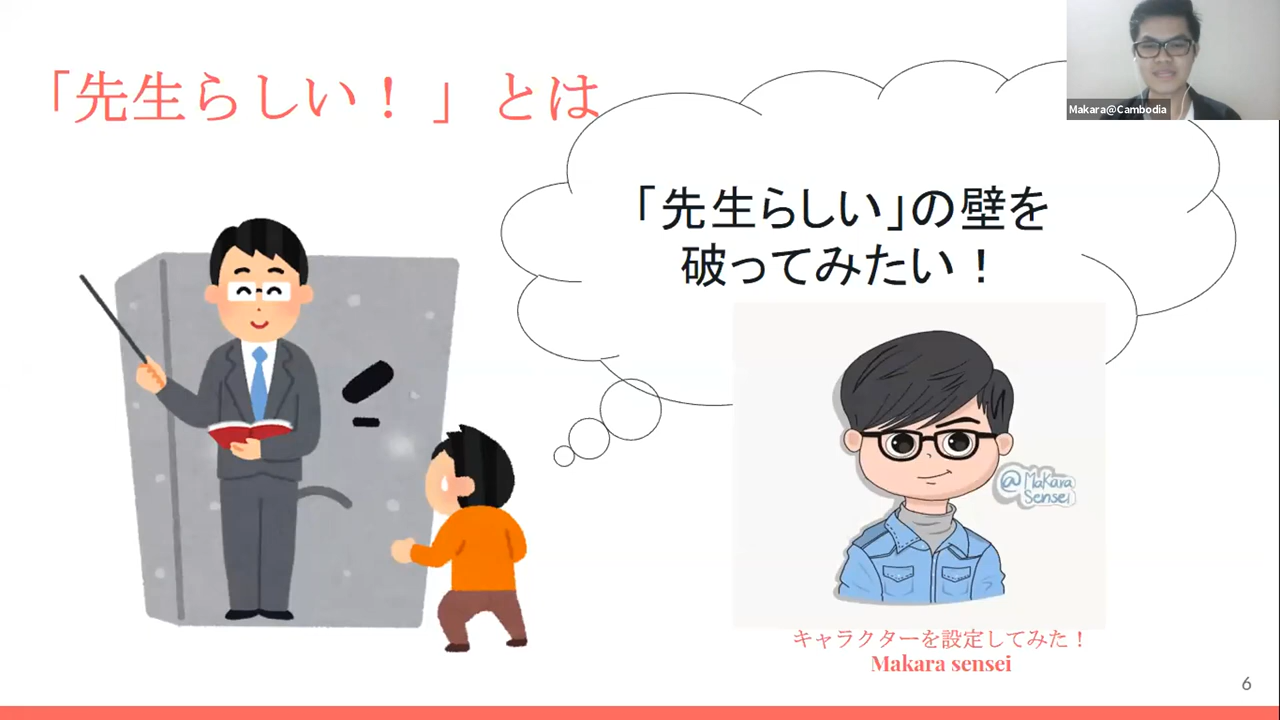 「先生らしい！」とは
Makara@Cambodia
「先生らしい」の壁を
破ってみたい！
@Makara
Sensei
キャラクターを設定してみた！
Makara sensei
6